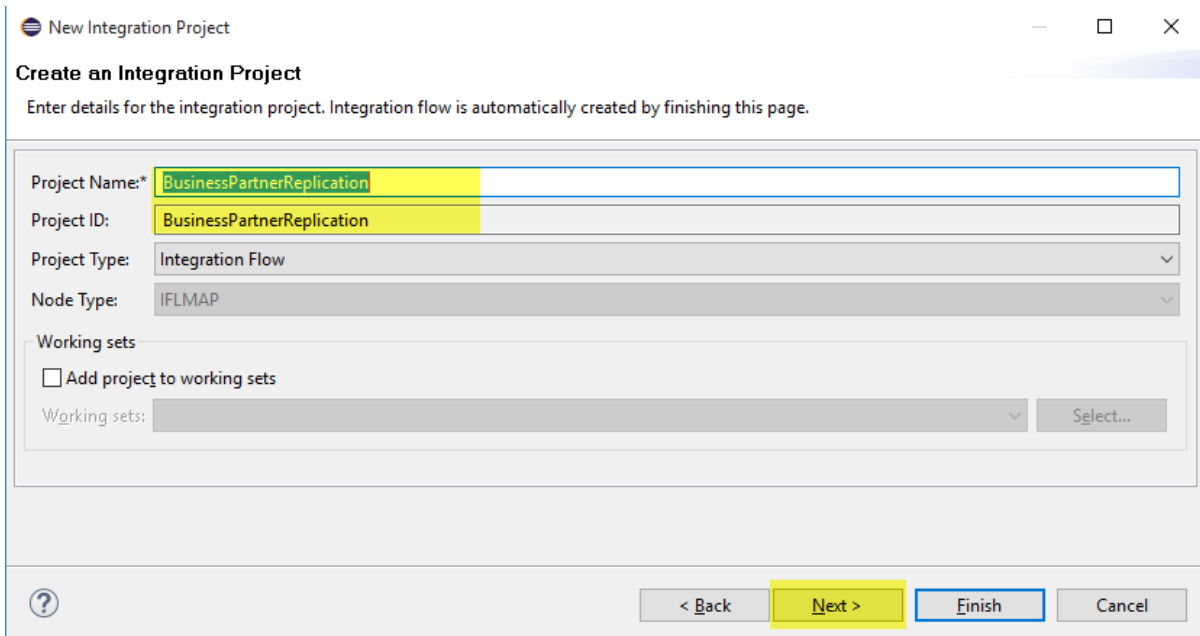 New Integration Project
Create an Integration Project
Enter details for the integration project. Integration flow is automatically created by finishing this page.
Project Name:* BusinessPartnerReplication
Project ID: BusinessPartnerReplication
Project Type: Integration Flow
Node Type: IFLMAP
Working sets
Add project to working sets
Working sets: Select...
? < Back Next > Finish Cancel